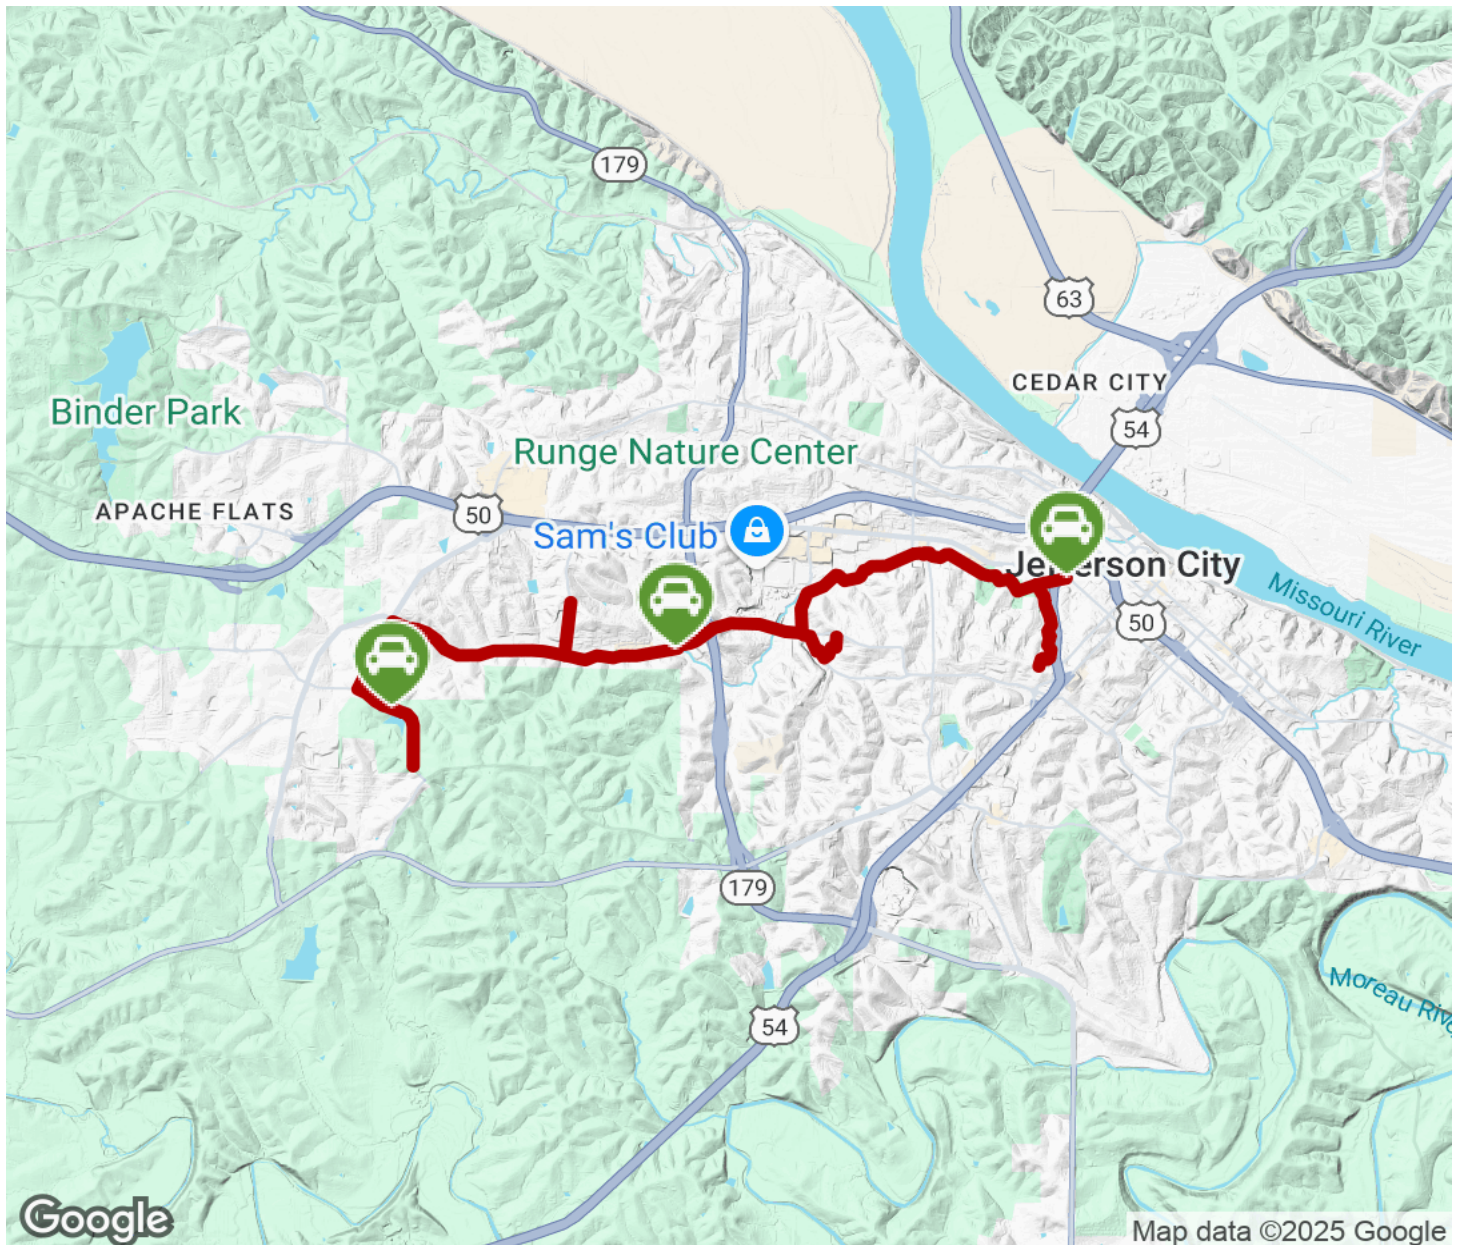 179
63
CEDAR CITY
54
Binder Park
Runge Nature Center
APACHE FLATS
50
Sam's Club
Jefferson City
Missouri River
50
179
Moreau River
54
Google
Map data ©2025 Google